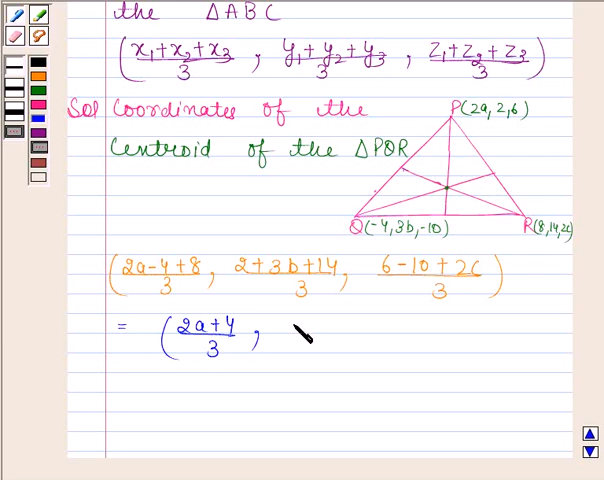 the △ABC
(x₁+x₂+x₃/3, y₁+y₂+y₃/3, z₁+z₂+z₃/3)
Sol Coordinates of the
P(2a, 2, 6)
Centroid of the △PQR
Q(-4, 3b, -10) R(8, 14, 2c)
(2a-4+8/3, 2+3b+14/3, 6-10+2c/3)
= (2a+4/3,